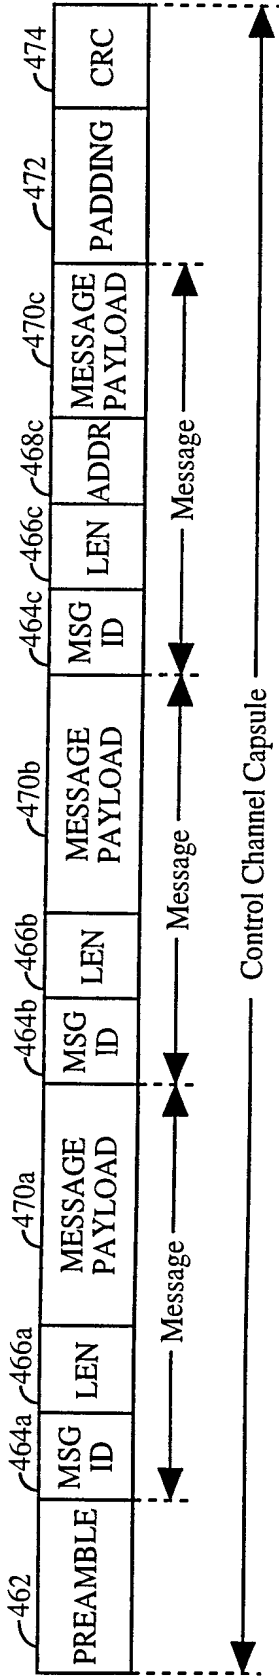 462
464a
466a
470a
464b
466b
470b
464c
466c
468c
470c
472
474
PREAMBLE
MSG
ID
LEN
MESSAGE
PAYLOAD
MSG
ID
LEN
MESSAGE
PAYLOAD
MSG
ID
LEN
ADDR
MESSAGE
PAYLOAD
PADDING
CRC
Message
Message
Message
Control Channel Capsule